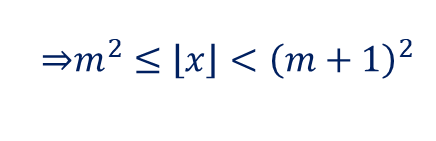 ⇒m² ≤ ⌊x⌋ < (m + 1)²